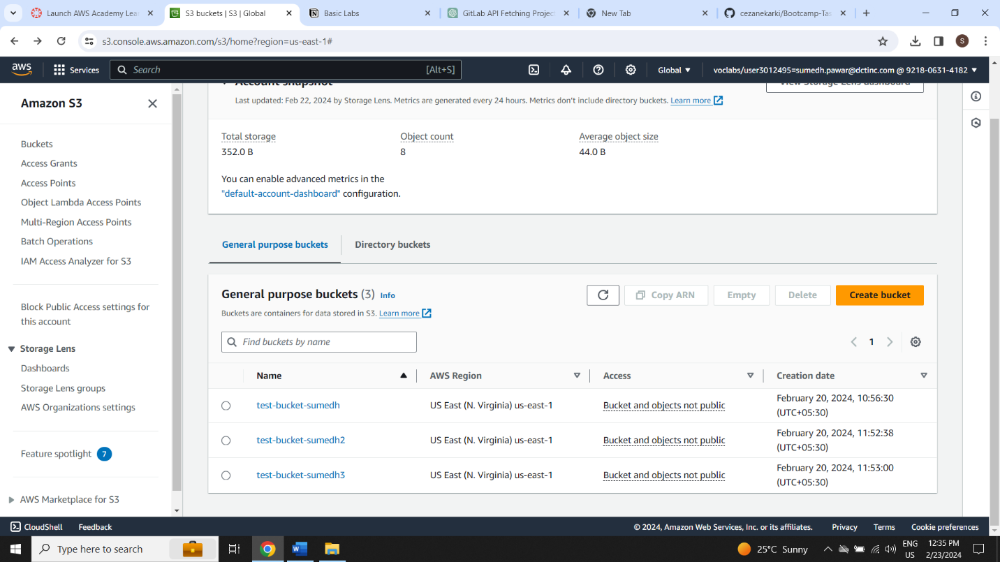 Launch AWS Academy Lea
S3 buckets | S3 | Global
Basic Labs
GitLab API Fetching Project
New Tab
cezanekarki/Bootcamp-Tas
s3.console.aws.amazon.com/s3/home?region=us-east-1#
S
aws
Services
Search
[Alt+S]
Global
voclabs/user3012495=sumedh.pawar@dctinc.com @ 9218-0631-4182
Amazon S3
Buckets
Access Grants
Access Points
Object Lambda Access Points
Multi-Region Access Points
Batch Operations
IAM Access Analyzer for S3
Block Public Access settings for
this account
Storage Lens
Dashboards
Storage Lens groups
AWS Organizations settings
Feature spotlight 7
AWS Marketplace for S3
Account snapshot
View Storage Lens dashboard
Last updated: Feb 22, 2024 by Storage Lens. Metrics are generated every 24 hours. Metrics don't include directory buckets. Learn more
Total storage
352.0 B
Object count
8
Average object size
44.0 B
You can enable advanced metrics in the
"default-account-dashboard" configuration.
General purpose buckets
Directory buckets
General purpose buckets (3) Info
Buckets are containers for data stored in S3. Learn more
Copy ARN
Empty
Delete
Create bucket
Find buckets by name
1
Name
AWS Region
Access
Creation date
test-bucket-sumedh
US East (N. Virginia) us-east-1
Bucket and objects not public
February 20, 2024, 10:56:30
(UTC+05:30)
test-bucket-sumedh2
US East (N. Virginia) us-east-1
Bucket and objects not public
February 20, 2024, 11:52:38
(UTC+05:30)
test-bucket-sumedh3
US East (N. Virginia) us-east-1
Bucket and objects not public
February 20, 2024, 11:53:00
(UTC+05:30)
CloudShell
Feedback
© 2024, Amazon Web Services, Inc. or its affiliates.
Privacy
Terms
Cookie preferences
Type here to search
25°C Sunny
ENG
US
12:35 PM
2/23/2024